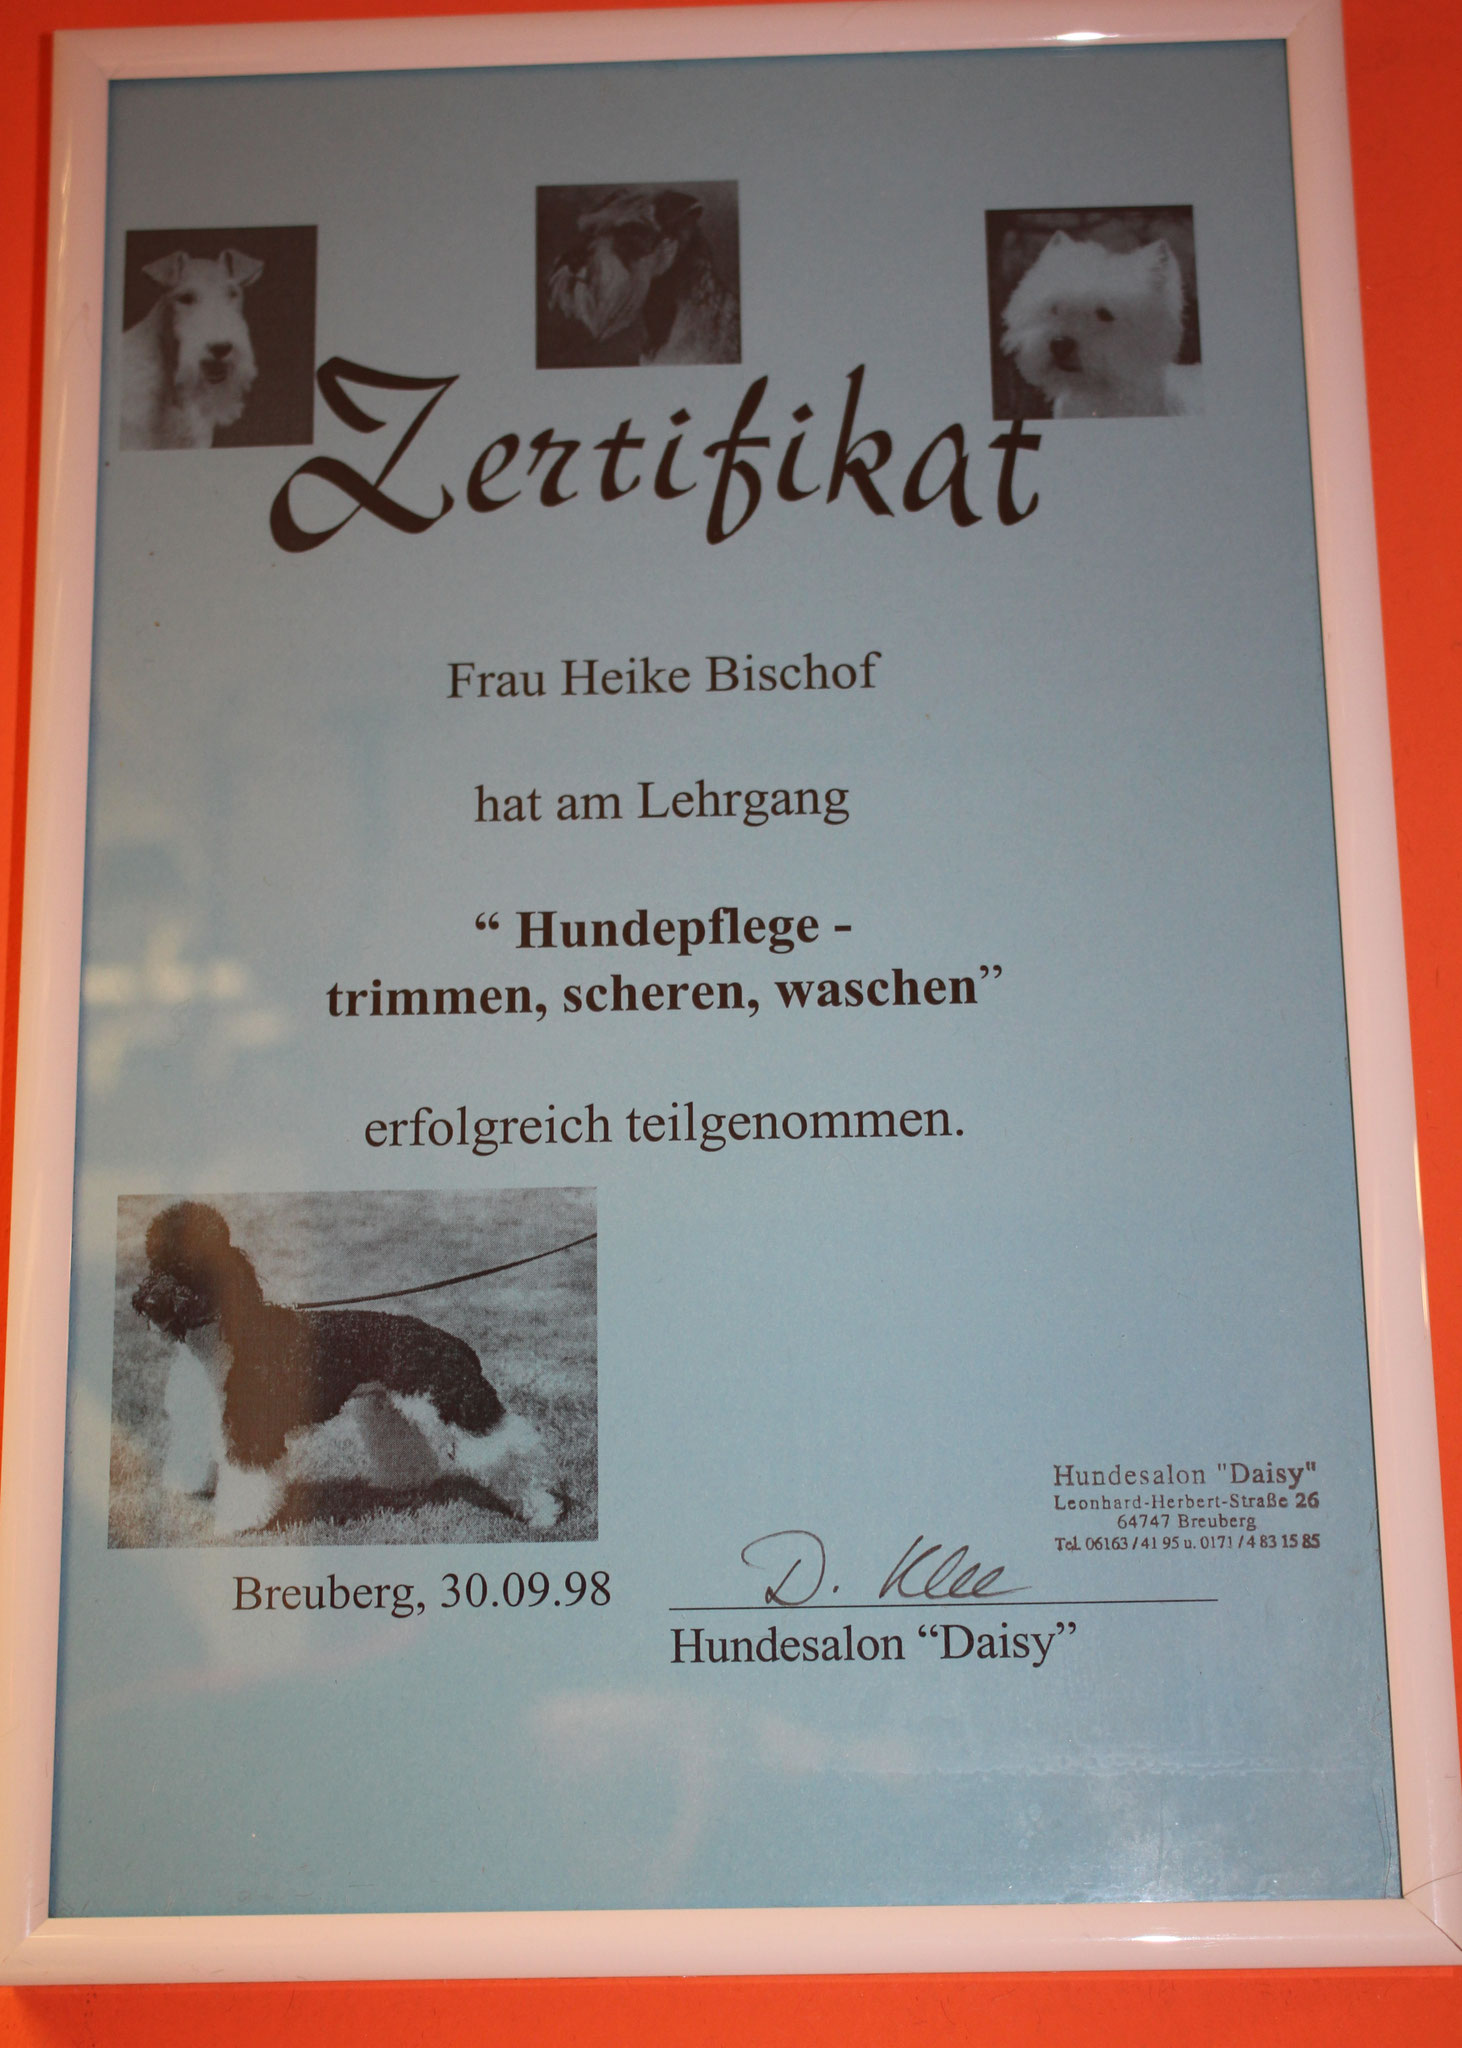 Zertifikat
Frau Heike Bischof
hat am Lehrgang
“ Hundepflege -
trimmen, scheren, waschen”
erfolgreich teilgenommen.
Hundesalon "Daisy"
Leonhard-Herbert-Straße 26
64747 Breuberg
Tel. 06163 / 41 95 u. 0171 / 4 83 15 85
D. Klee
Breuberg, 30.09.98
Hundesalon “Daisy”